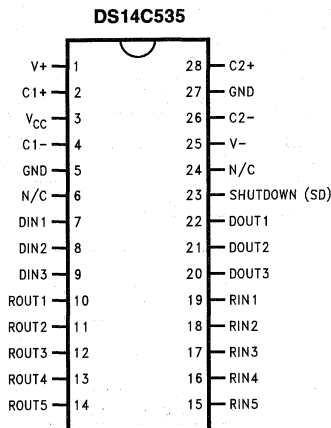 DS14C535
V+ 1 28 C2+
C1+ 2 27 GND
VCC 3 26 C2-
C1- 4 25 V-
GND 5 24 N/C
N/C 6 23 SHUTDOWN (SD)
DIN1 7 22 DOUT1
DIN2 8 21 DOUT2
DIN3 9 20 DOUT3
ROUT1 10 19 RIN1
ROUT2 11 18 RIN2
ROUT3 12 17 RIN3
ROUT4 13 16 RIN4
ROUT5 14 15 RIN5